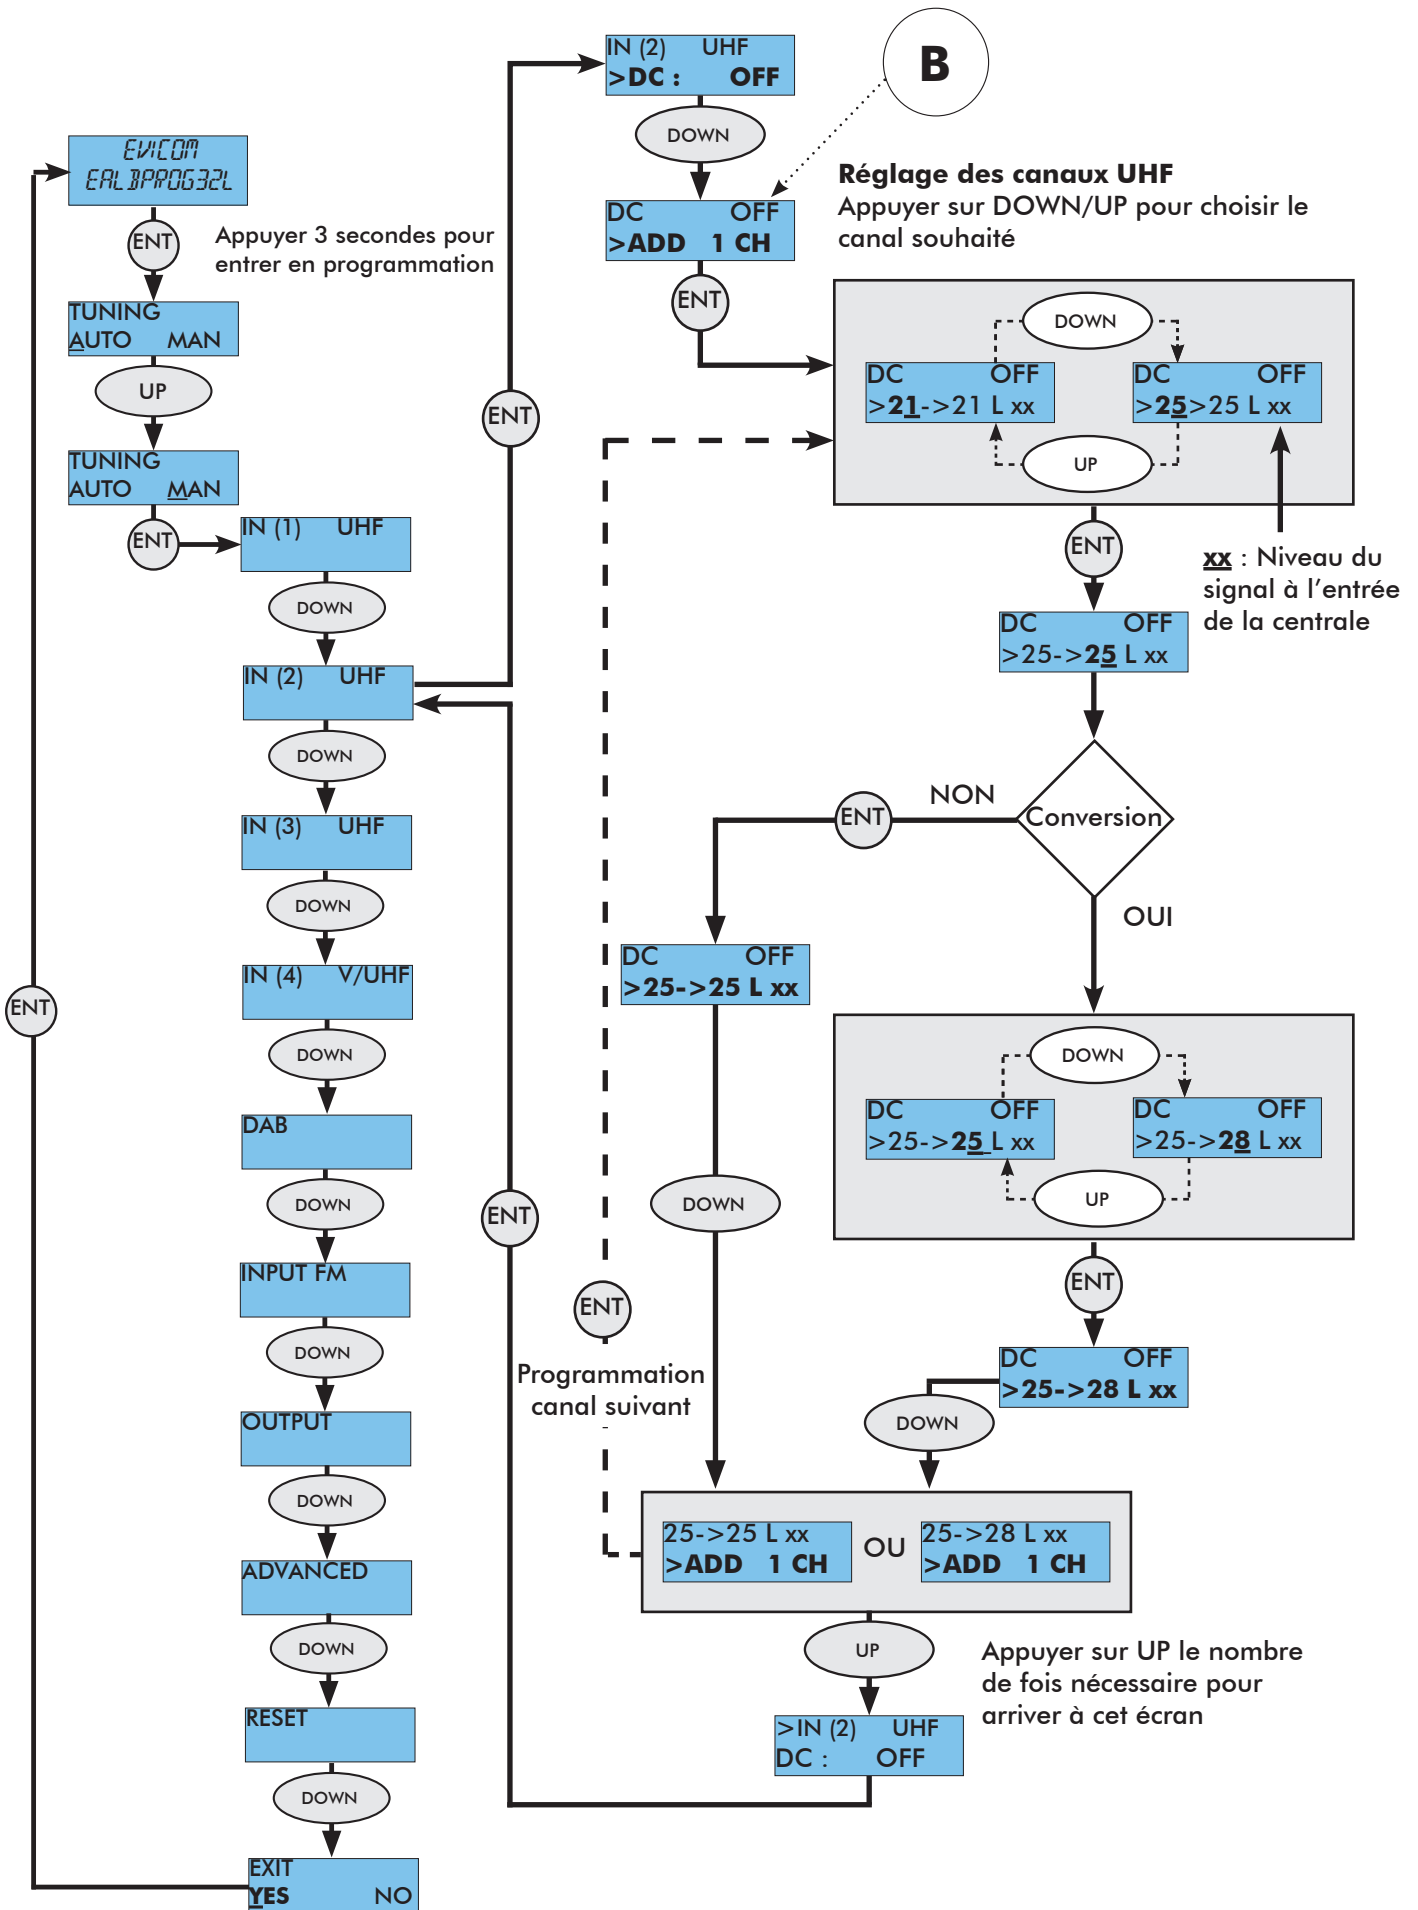 EVICOM
EALBPROG32L
ENT
Appuyer 3 secondes pour
entrer en programmation
TUNING
AUTO MAN
UP
TUNING
AUTO MAN
ENT
IN (1) UHF
DOWN
IN (2) UHF
DOWN
IN (3) UHF
DOWN
IN (4) V/UHF
DOWN
DAB
DOWN
INPUT FM
DOWN
OUTPUT
DOWN
ADVANCED
DOWN
RESET
DOWN
EXIT
YES NO
ENT
ENT
ENT
IN (2) UHF
>DC : OFF
B
DOWN
DC OFF
>ADD 1 CH
ENT
Réglage des canaux UHF
Appuyer sur DOWN/UP pour choisir le
canal souhaité
DOWN
DC OFF
>21->21 L xx
DC OFF
>25>25 L xx
UP
ENT
xx : Niveau du
signal à l'entrée
de la centrale
DC OFF
>25->25 L xx
Conversion
NON
ENT
OUI
DC OFF
>25->25 L xx
DOWN
DOWN
DC OFF
>25->25 L xx
DC OFF
>25->28 L xx
UP
ENT
DC OFF
>25->28 L xx
DOWN
ENT
Programmation
canal suivant
25->25 L xx
>ADD 1 CH
OU
25->28 L xx
>ADD 1 CH
UP
Appuyer sur UP le nombre
de fois nécessaire pour
arriver à cet écran
>IN (2) UHF
DC : OFF